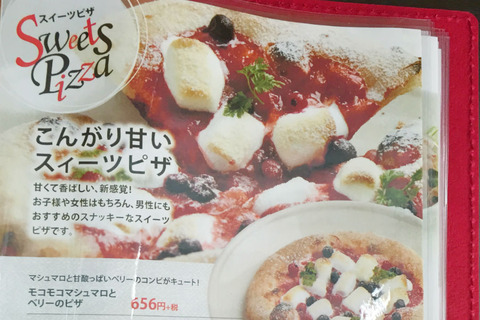 スイーツピザ
Sweets
Pizza
こんがり甘い
スィーツピザ
甘くて香ばしい、新感覚!
お子様や女性はもちろん、男性にも
おすすめのスナッキーなスイーツ
ピザです。
マシュマロと甘酸っぱいベリーのコンビがキュート!
モコモコマシュマロと
ベリーのピザ 656円+税